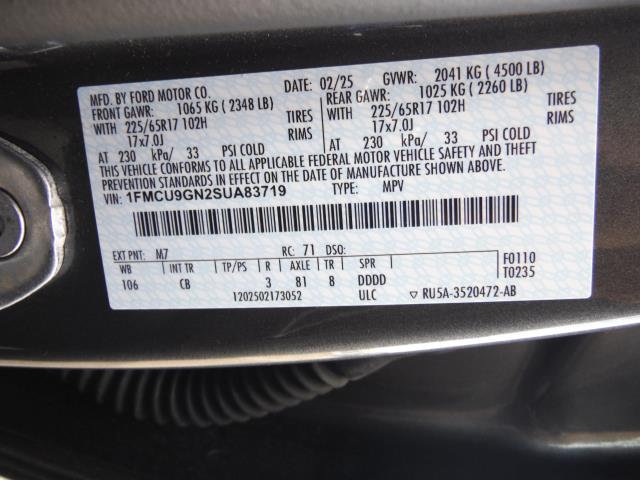 MFD. BY FORD MOTOR CO. DATE: 02/25 GVWR: 2041 KG ( 4500 LB)
FRONT GAWR: 1065 KG ( 2348 LB) REAR GAWR: 1025 KG ( 2260 LB)
WITH 225/65R17 102H TIRES WITH 225/65R17 102H TIRES
17x7.0J RIMS 17x7.0J RIMS
AT 230 kPa/ 33 PSI COLD AT 230 kPa/ 33 PSI COLD
THIS VEHICLE CONFORMS TO ALL APPLICABLE FEDERAL MOTOR VEHICLE SAFETY AND THEFT
PREVENTION STANDARDS IN EFFECT ON THE DATE OF MANUFACTURE SHOWN ABOVE.
VIN: 1FMCU9GN2SUA83719 TYPE: MPV
EXT PNT: M7 RC: 71 DSO:
WB INT TR TP/PS R AXLE TR SPR F0110
106 CB 3 81 8 DDDD T0235
1202502173052 ULC ▽ RU5A-3520472-AB